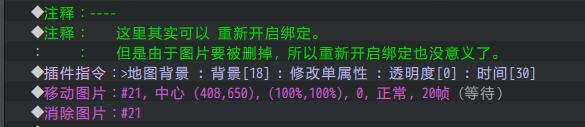 ◆注释：----
◆注释：　这里其实可以 重新开启绑定。
：　　：　但是由于图片要被删掉，所以重新开启绑定也没意义了。
◆插件指令：>地图背景 : 背景[18] : 修改单属性 : 透明度[0] : 时间[30]
◆移动图片：#21, 中心 (408,650), (100%,100%), 0, 正常, 20帧 (等待)
◆消除图片：#21